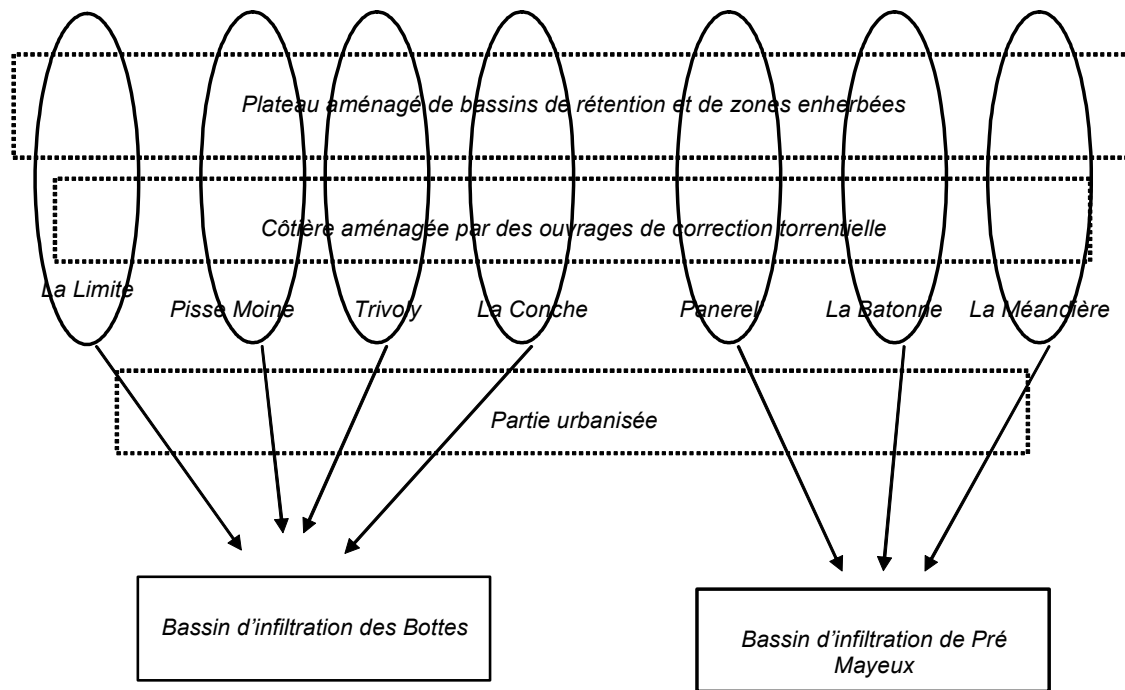 Plateau aménagé de bassins de rétention et de zones enherbées
Côtière aménagée par des ouvrages de correction torrentielle
La Limite
Pisse Moine
Trivoly
La Conche
Panerel
La Batonne
La Méandière
Partie urbanisée
Bassin d'infiltration des Bottes
Bassin d'infiltration de Pré
Mayeux